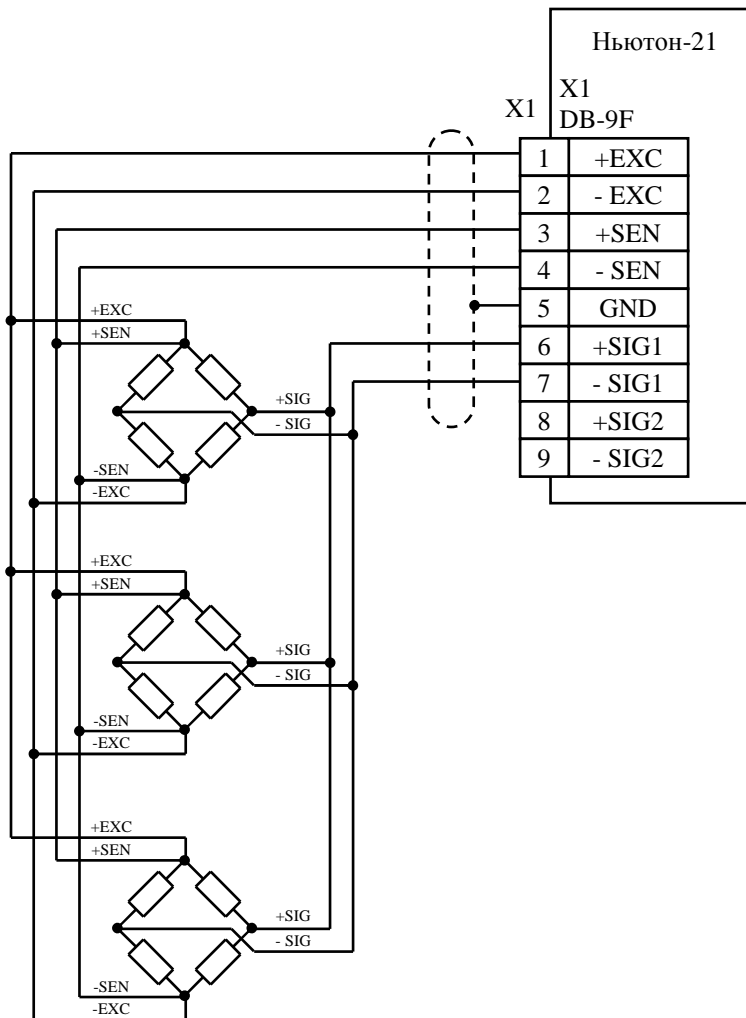 Ньютон-21
X1
X1
DB-9F
1 +EXC
2 - EXC
3 +SEN
4 - SEN
5 GND
6 +SIG1
7 - SIG1
8 +SIG2
9 - SIG2
+EXC
+SEN
+SIG
- SIG
-SEN
-EXC
+EXC
+SEN
+SIG
- SIG
-SEN
-EXC
+EXC
+SEN
+SIG
- SIG
-SEN
-EXC